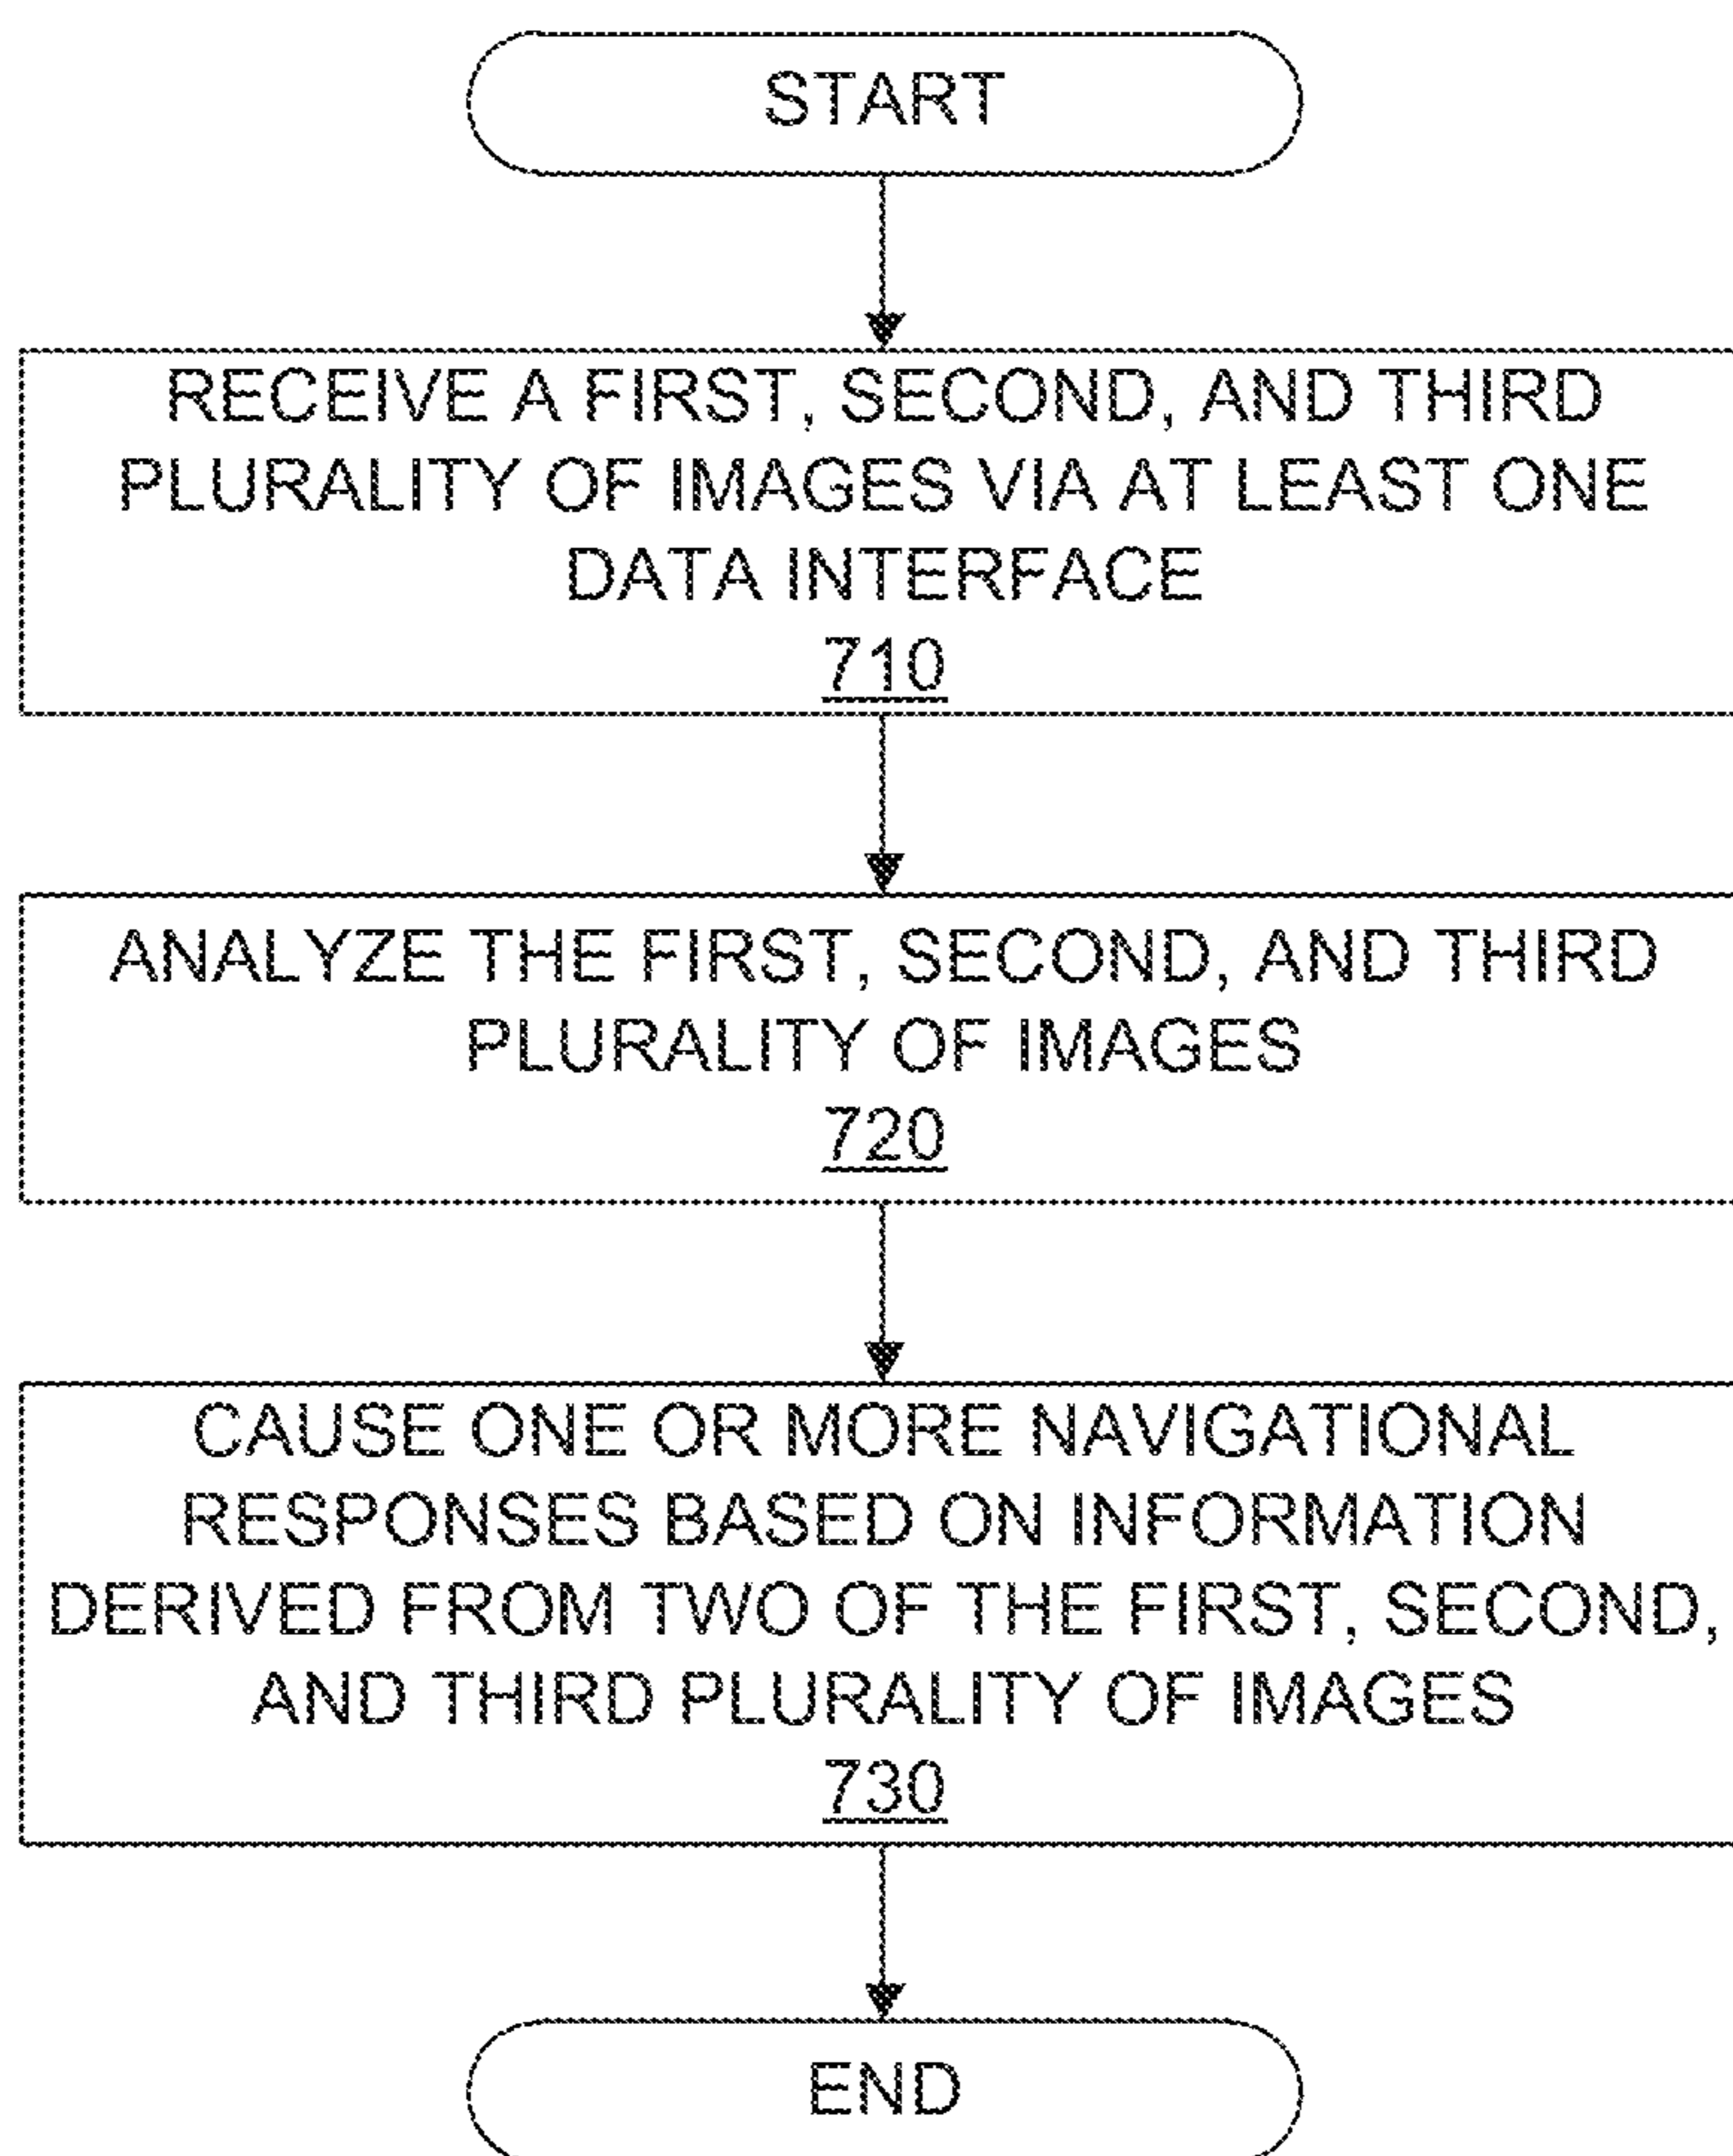 START
RECEIVE A FIRST, SECOND, AND THIRD
PLURALITY OF IMAGES VIA AT LEAST ONE
DATA INTERFACE
710
ANALYZE THE FIRST, SECOND, AND THIRD
PLURALITY OF IMAGES
720
CAUSE ONE OR MORE NAVIGATIONAL
RESPONSES BASED ON INFORMATION
DERIVED FROM TWO OF THE FIRST, SECOND,
AND THIRD PLURALITY OF IMAGES
730
END